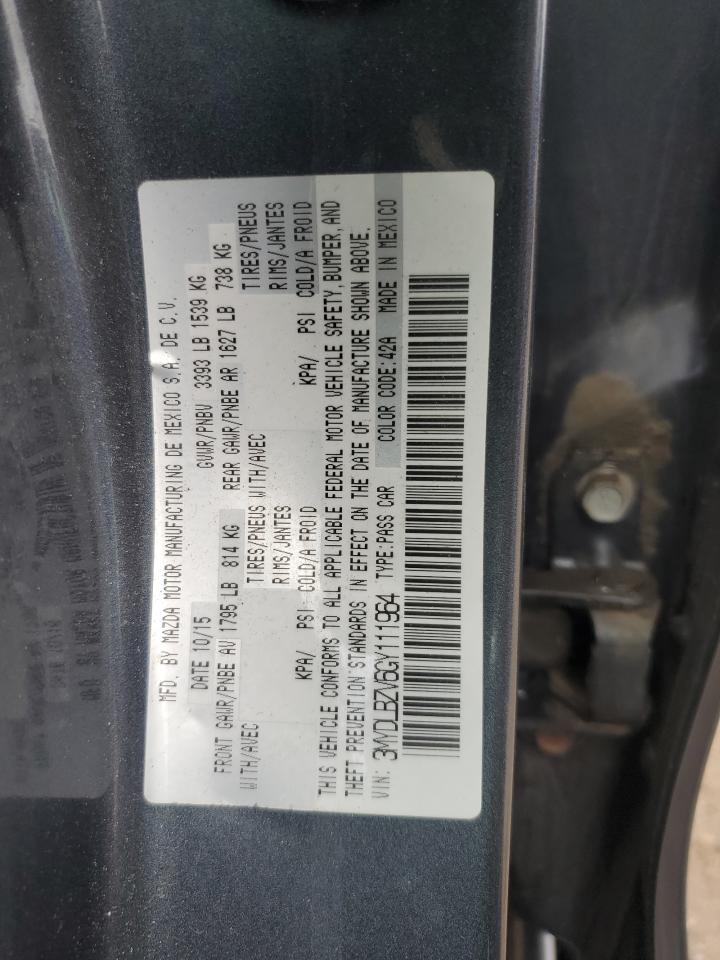 MFD. BY MAZDA MOTOR MANUFACTURING DE MEXICO S.A. DE C.V.
DATE 10/15 GVWR/PNBV 3393 LB 1539 KG
FRONT GAWR/PNBE AV 1795 LB 814 KG REAR GAWR/PNBE AR 1627 LB 738 KG
WITH/AVEC TIRES/PNEUS WITH/AVEC TIRES/PNEUS
RIMS/JANTES RIMS/JANTES
KPA/ PSI COLD/A FROID KPA/ PSI COLD/A FROID
THIS VEHICLE CONFORMS TO ALL APPLICABLE FEDERAL MOTOR VEHICLE SAFETY, BUMPER, AND
THEFT PREVENTION STANDARDS IN EFFECT ON THE DATE OF MANUFACTURE SHOWN ABOVE.
VIN: 3MYDLBZV6GY111964 TYPE:PASS CAR COLOR CODE:42A MADE IN MEXICO